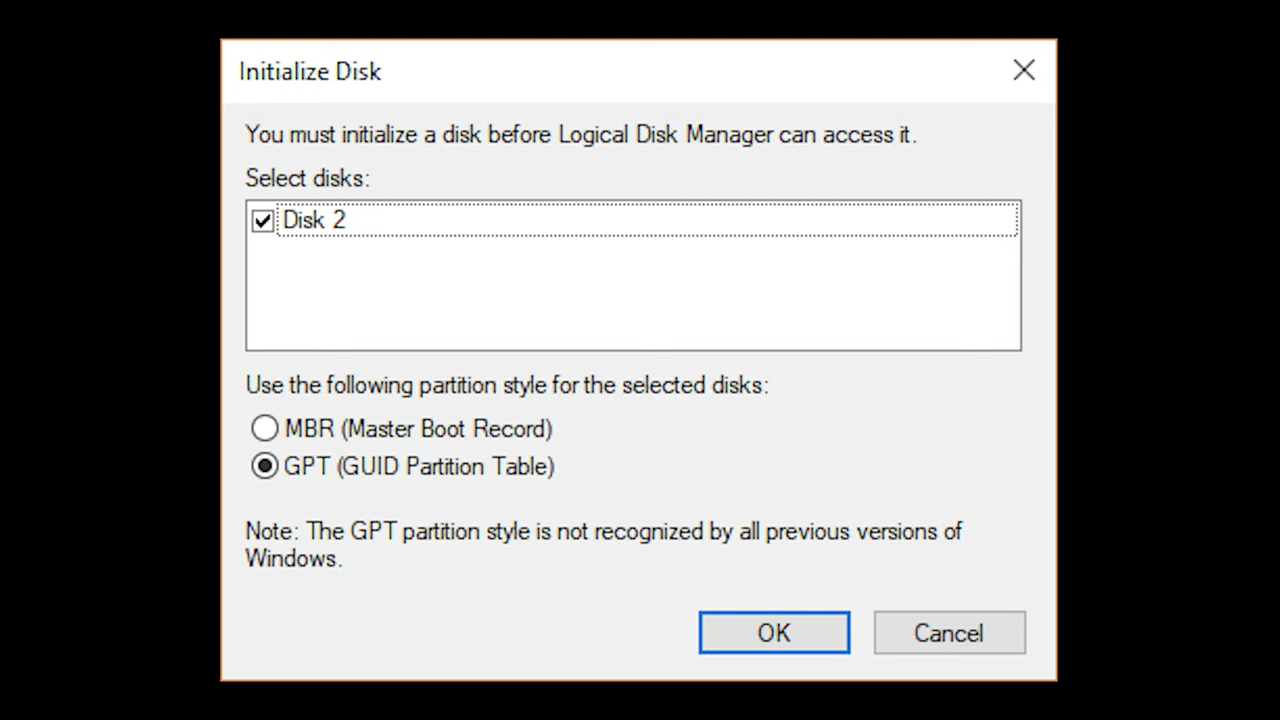 Initialize Disk
You must initialize a disk before Logical Disk Manager can access it.
Select disks:
Disk 2
Use the following partition style for the selected disks:
MBR (Master Boot Record)
GPT (GUID Partition Table)
Note: The GPT partition style is not recognized by all previous versions of
Windows.
OK
Cancel